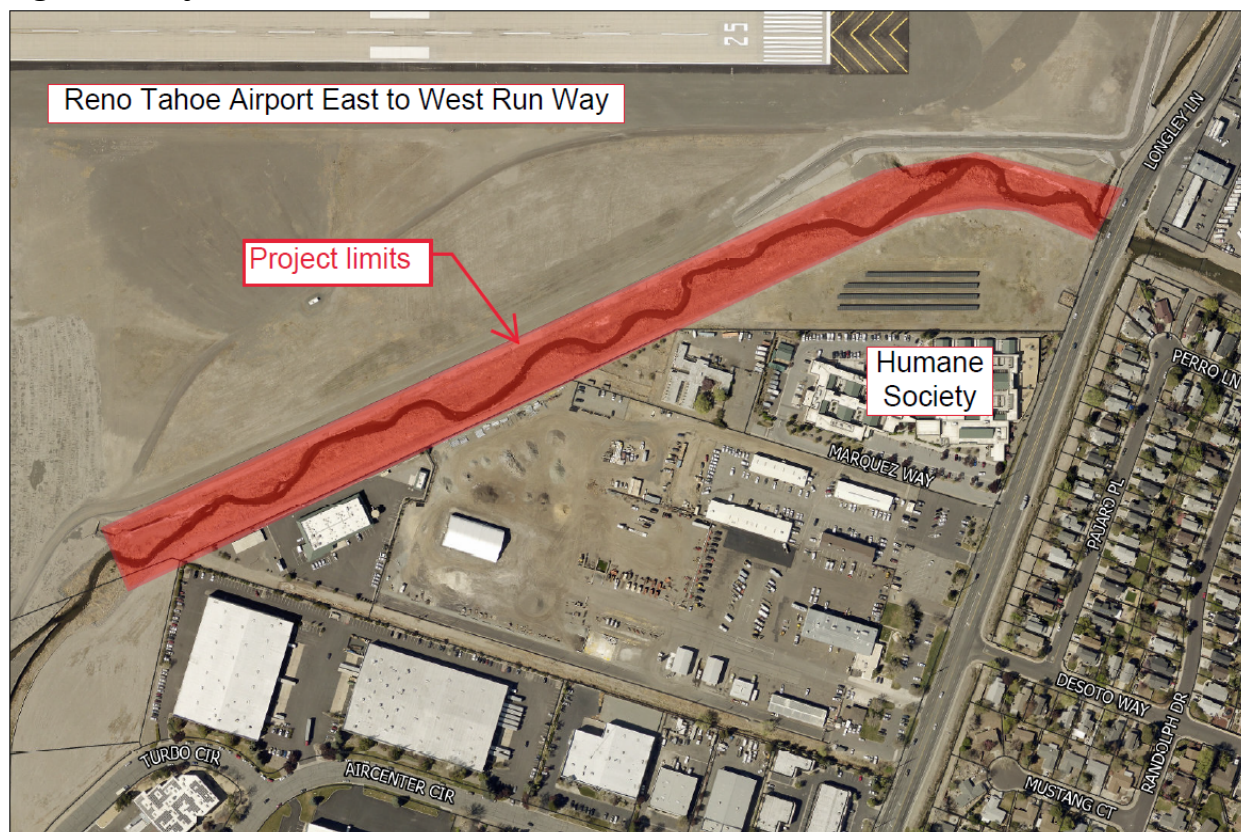 25
Reno Tahoe Airport East to West Run Way
LONGLEY LN
Project limits
Humane
Society
PERRO LN
MARQUEZ WAY
PAJARO PL
DESOTO WAY
RANDOLPH DR
TURBO CIR
AIRCENTER CIR
MUSTANG CT